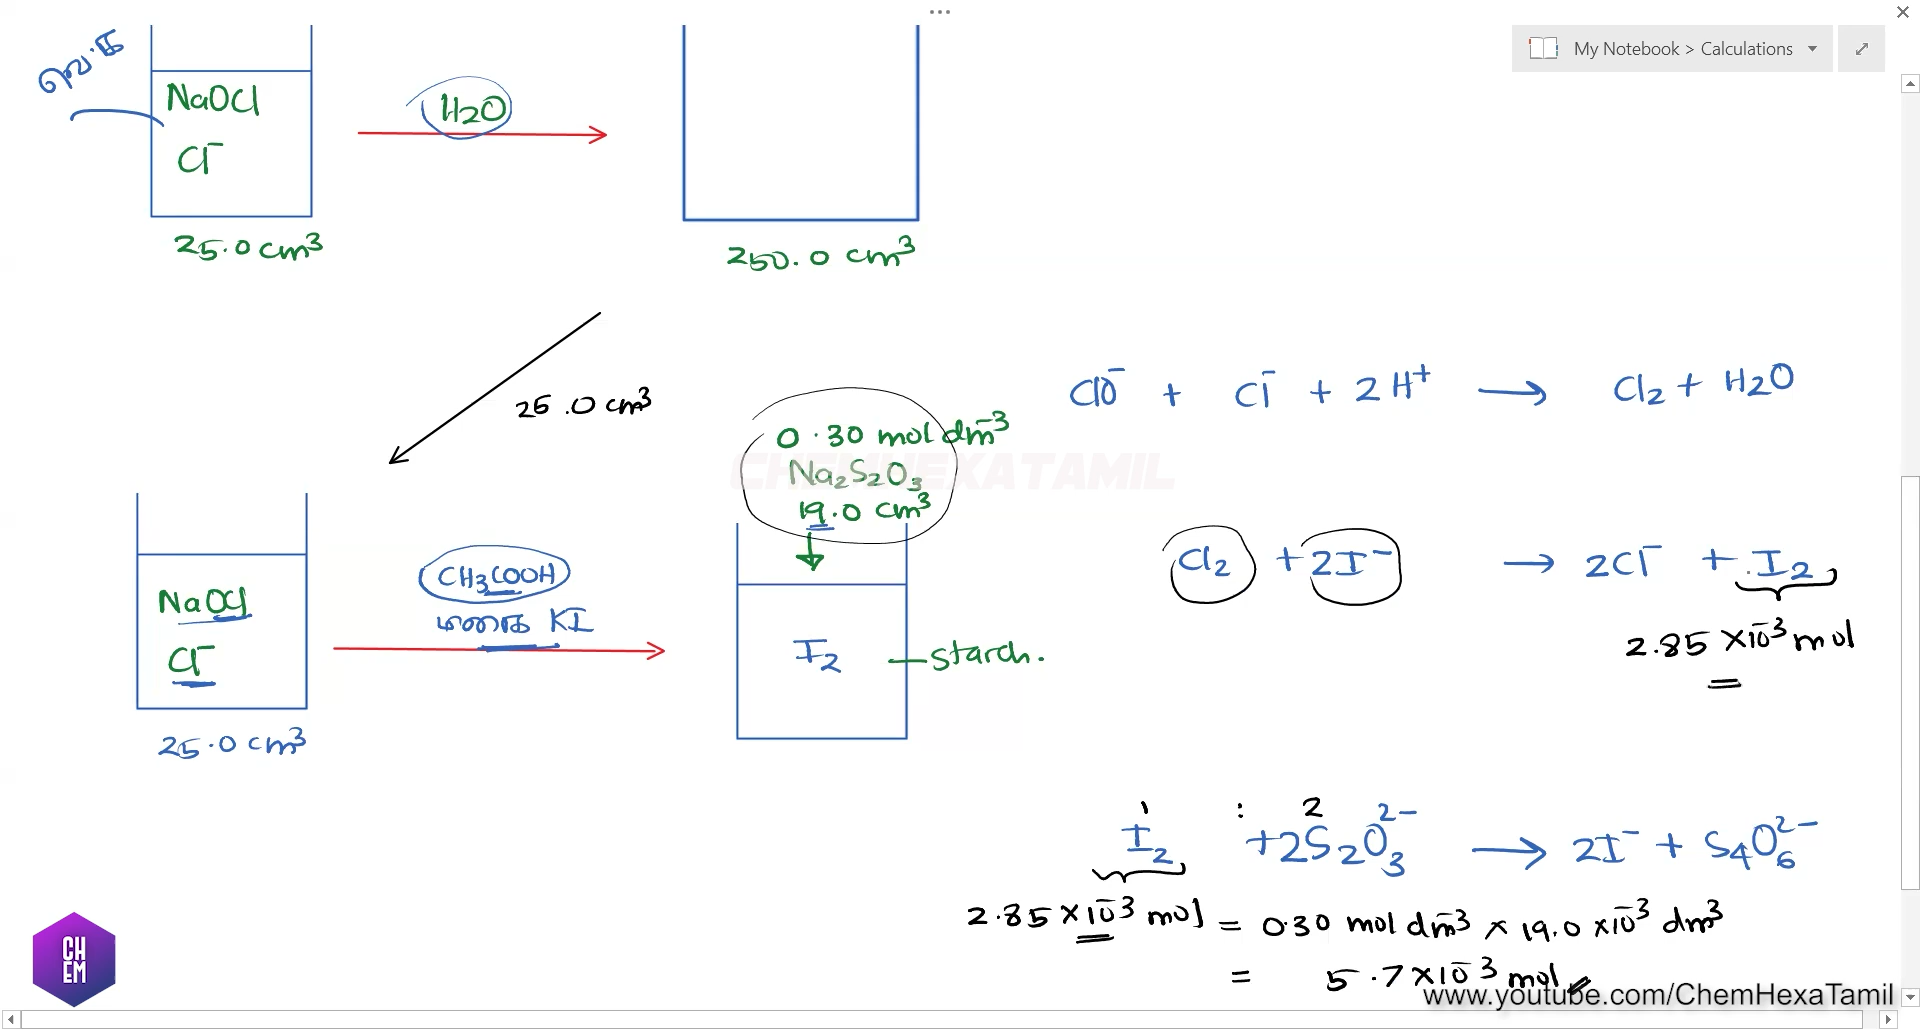 My Notebook > Calculations
வெ.தி
NaOCl
Cl⁻
25.0 cm³
H2O
250.0 cm³
25.0 cm³
ClO⁻ + Cl⁻ + 2H⁺ → Cl₂ + H2O
0.30 mol dm⁻³
Na₂S₂O₃
19.0 cm³
CHEMHEXATAMIL
Cl₂ + 2I⁻ → 2Cl⁻ + I₂
2.85 × 10⁻³ mol
NaOCl
Cl⁻
25.0 cm³
CH₃COOH
மிகை KI
I₂
starch.
1 : 2
I₂ + 2S₂O₃²⁻ → 2I⁻ + S₄O₆²⁻
2.85 × 10⁻³ mol = 0.30 mol dm⁻³ × 19.0 × 10⁻³ dm³
= 5.7 × 10⁻³ mol
CH
EM
www.youtube.com/ChemHexaTamil